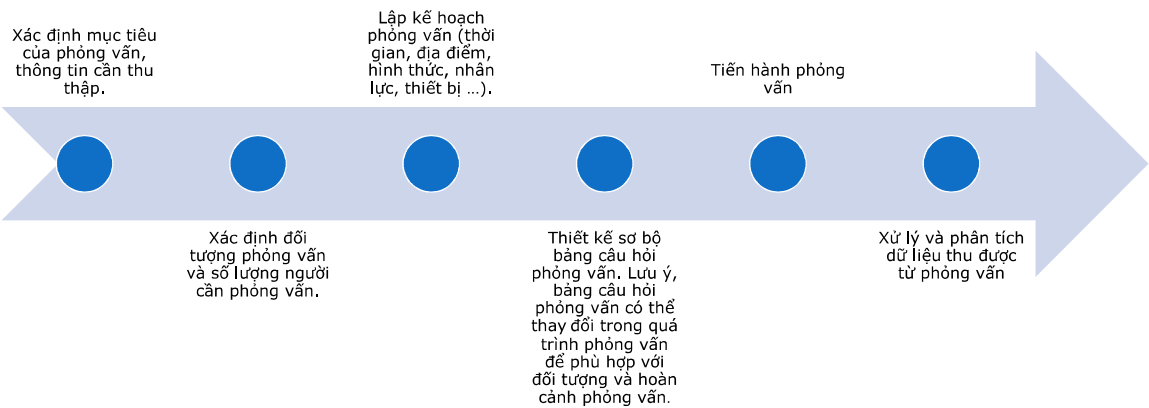 Xác định mục tiêu
của phỏng vấn,
thông tin cần thu
thập.
Xác định đối
tượng phỏng vấn
và số lượng người
cần phỏng vấn.
Lập kế hoạch
phỏng vấn (thời
gian, địa điểm,
hình thức, nhân
lực, thiết bị ...).
Thiết kế sơ bộ
bảng câu hỏi
phỏng vấn. Lưu ý,
bảng câu hỏi
phỏng vấn có thể
thay đổi trong quá
trình phỏng vấn
để phù hợp với
đối tượng và hoàn
cảnh phỏng vấn.
Tiến hành phỏng
vấn
Xử lý và phân tích
dữ liệu thu được
từ phỏng vấn